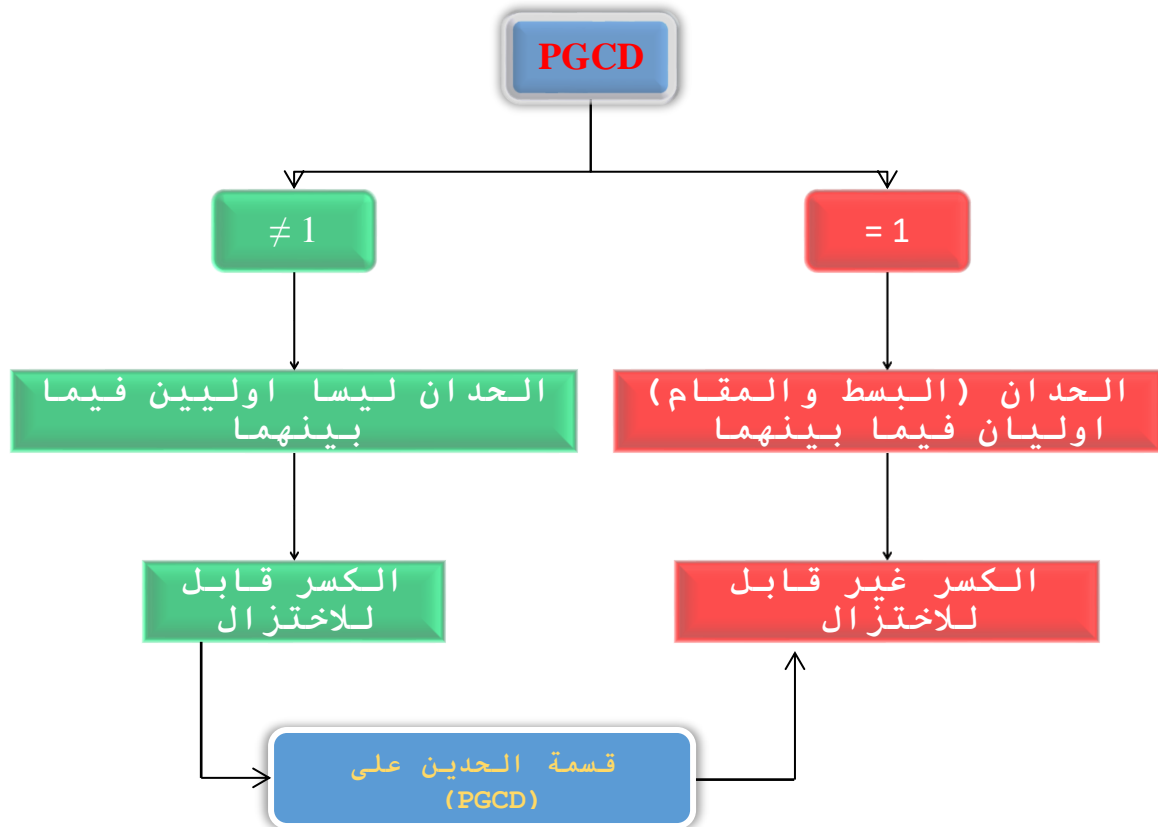 PGCD
= 1
≠ 1
الحدان (البسط والمقام)
اوليان فيما بينهما
الحدان ليسا اوليين فيما
بينهما
الكسر غير قابل
للاختزال
الكسر قابل
للاختزال
قسمة الحدين على
(PGCD)